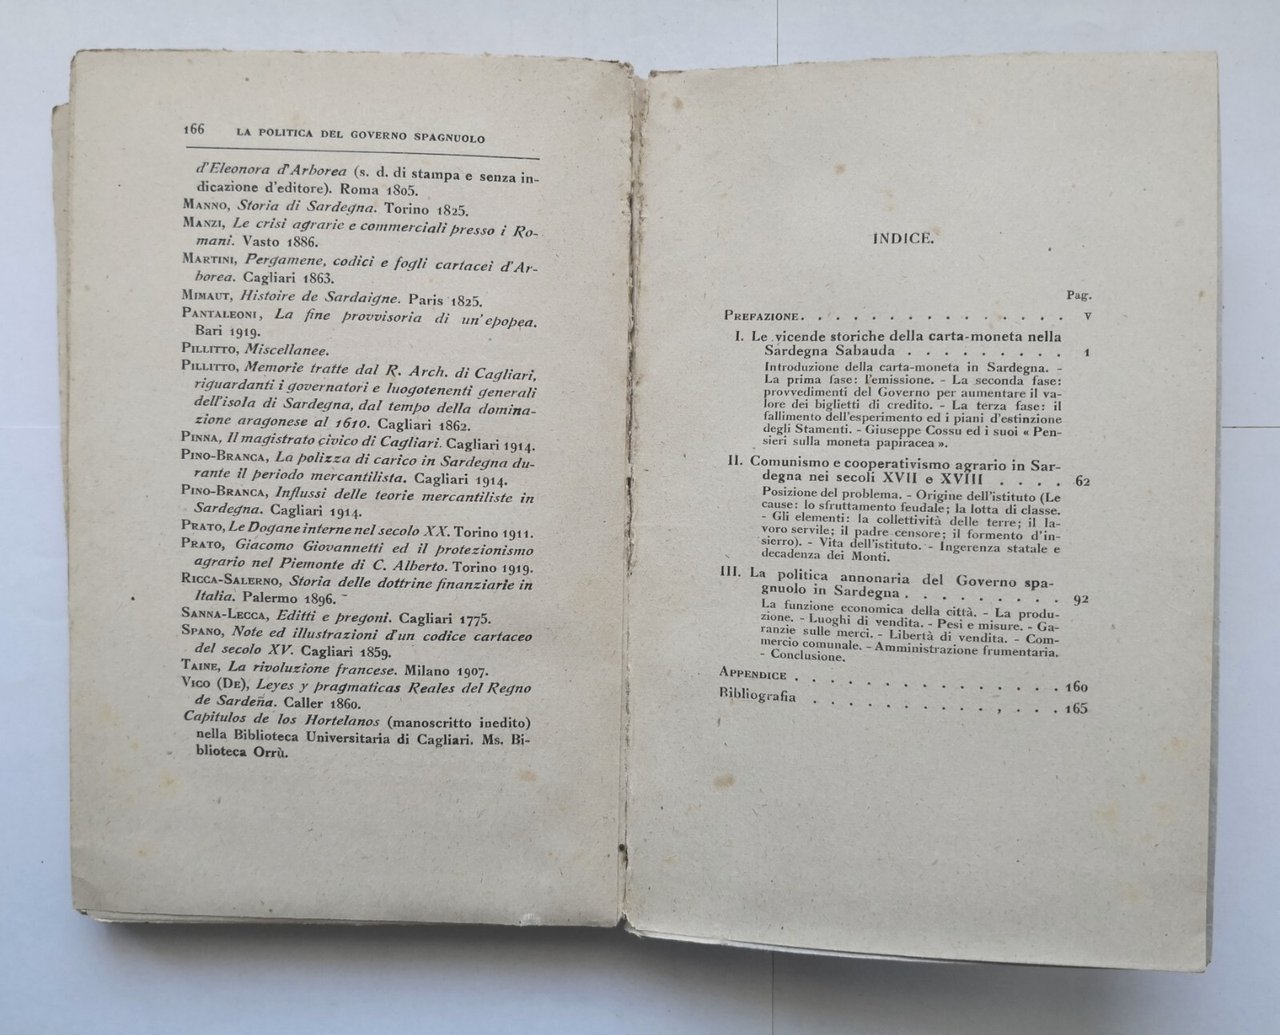 166 LA POLITICA DEL GOVERNO SPAGNUOLO
d'Eleonora d'Arborea (s. d. di stampa e senza in-
dicazione d'editore). Roma 1805.
MANNO, Storia di Sardegna. Torino 1825.
MANZI, Le crisi agrarie e commerciali presso i Ro-
mani. Vasto 1886.
MARTINI, Pergamene, codici e fogli cartacei d'Ar-
borea. Cagliari 1863.
MIMAUT, Histoire de Sardaigne. Paris 1825.
PANTALEONI, La fine provvisoria di un'epopea.
Bari 1919.
PILLITTO, Miscellanee.
PILLITTO, Memorie tratte dal R. Arch. di Cagliari,
riguardanti i governatori e luogotenenti generali
dell'isola di Sardegna, dal tempo della domina-
zione aragonese al 1610. Cagliari 1862.
PINNA, Il magistrato civico di Cagliari. Cagliari 1914.
PINO-BRANCA, La polizza di carico in Sardegna du-
rante il periodo mercantilista. Cagliari 1914.
PINO-BRANCA, Influssi delle teorie mercantiliste in
Sardegna. Cagliari 1914.
PRATO, Le Dogane interne nel secolo XX. Torino 1911.
PRATO, Giacomo Giovannetti ed il protezionismo
agrario nel Piemonte di C. Alberto. Torino 1919.
RICCA-SALERNO, Storia delle dottrine finanziarie in
Italia. Palermo 1896.
SANNA-LECCA, Editti e pregoni. Cagliari 1775.
SPANO, Note ed illustrazioni d'un codice cartaceo
del secolo XV. Cagliari 1859.
TAINE, La rivoluzione francese. Milano 1907.
VICO (DE), Leyes y pragmaticas Reales del Regno
de Sardeña. Caller 1860.
Capitulos de los Hortelanos (manoscritto inedito)
nella Biblioteca Universitaria di Cagliari. Ms. Bi-
blioteca Orrù.
INDICE.
Pag.
PREFAZIONE. . . . . . . . . . . . . . . V
I. Le vicende storiche della carta-moneta nella
Sardegna Sabauda . . . . . . . . . 1
Introduzione della carta-moneta in Sardegna. -
La prima fase: l'emissione. - La seconda fase:
provvedimenti del Governo per aumentare il va-
lore dei biglietti di credito. - La terza fase: il
fallimento dell'esperimento ed i piani d'estinzione
degli Stamenti. - Giuseppe Cossu ed i suoi « Pen-
sieri sulla moneta papiracea ».
II. Comunismo e cooperativismo agrario in Sar-
degna nei secoli XVII e XVIII . . . . 62
Posizione del problema. - Origine dell'istituto (Le
cause: lo sfruttamento feudale; la lotta di classe.
- Gli elementi: la collettività delle terre; il la-
voro servile; il padre censore; il formento d'in-
sierro). - Vita dell'istituto. - Ingerenza statale e
decadenza dei Monti.
III. La politica annonaria del Governo spa-
gnuolo in Sardegna . . . . . . . . . 92
La funzione economica della città. - La produ-
zione. - Luoghi di vendita. - Pesi e misure. - Ga-
ranzie sulle merci. - Libertà di vendita. - Com-
mercio comunale. - Amministrazione frumentaria.
- Conclusione.
APPENDICE . . . . . . . . . . . . . . . 160
Bibliografia . . . . . . . . . . . . . . 165